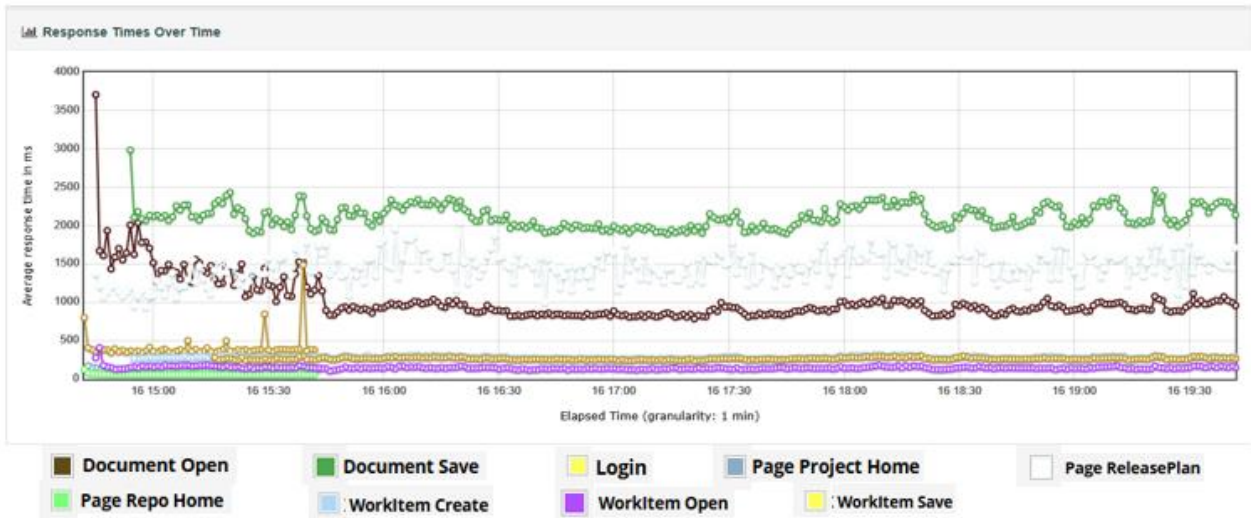 Response Times Over Time
4000
3500
3000
2500
2000
1500
1000
500
0
Average response time in ms
16 15:00 16 15:30 16 16:00 16 16:30 16 17:00 16 17:30 16 18:00 16 18:30 16 19:00 16 19:30
Elapsed Time (granularity: 1 min)
Document Open Document Save Login Page Project Home Page ReleasePlan
Page Repo Home WorkItem Create WorkItem Open WorkItem Save